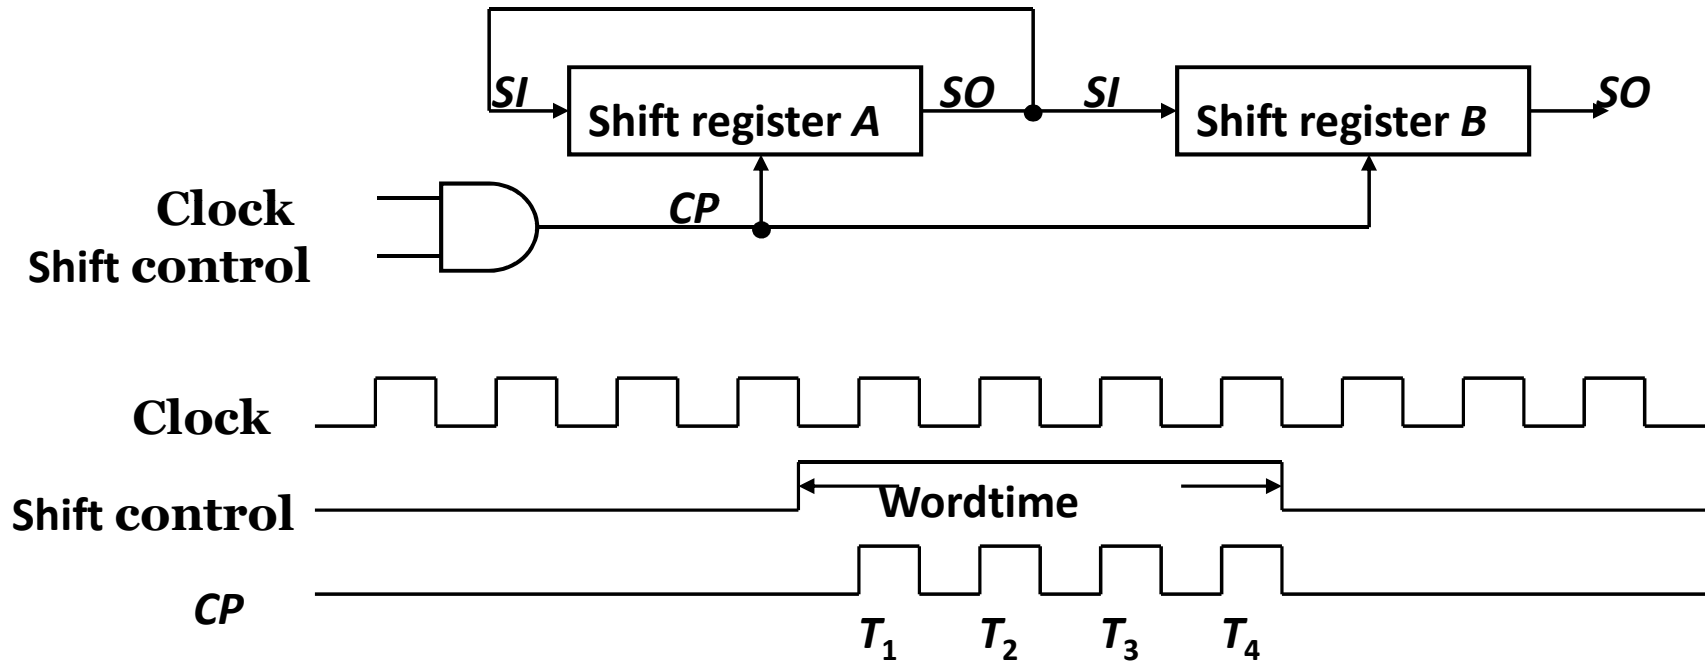 SI SO SI SO
Shift register A Shift register B
CP
Clock
Shift control
Clock
Wordtime
Shift control
CP
T1 T2 T3 T4